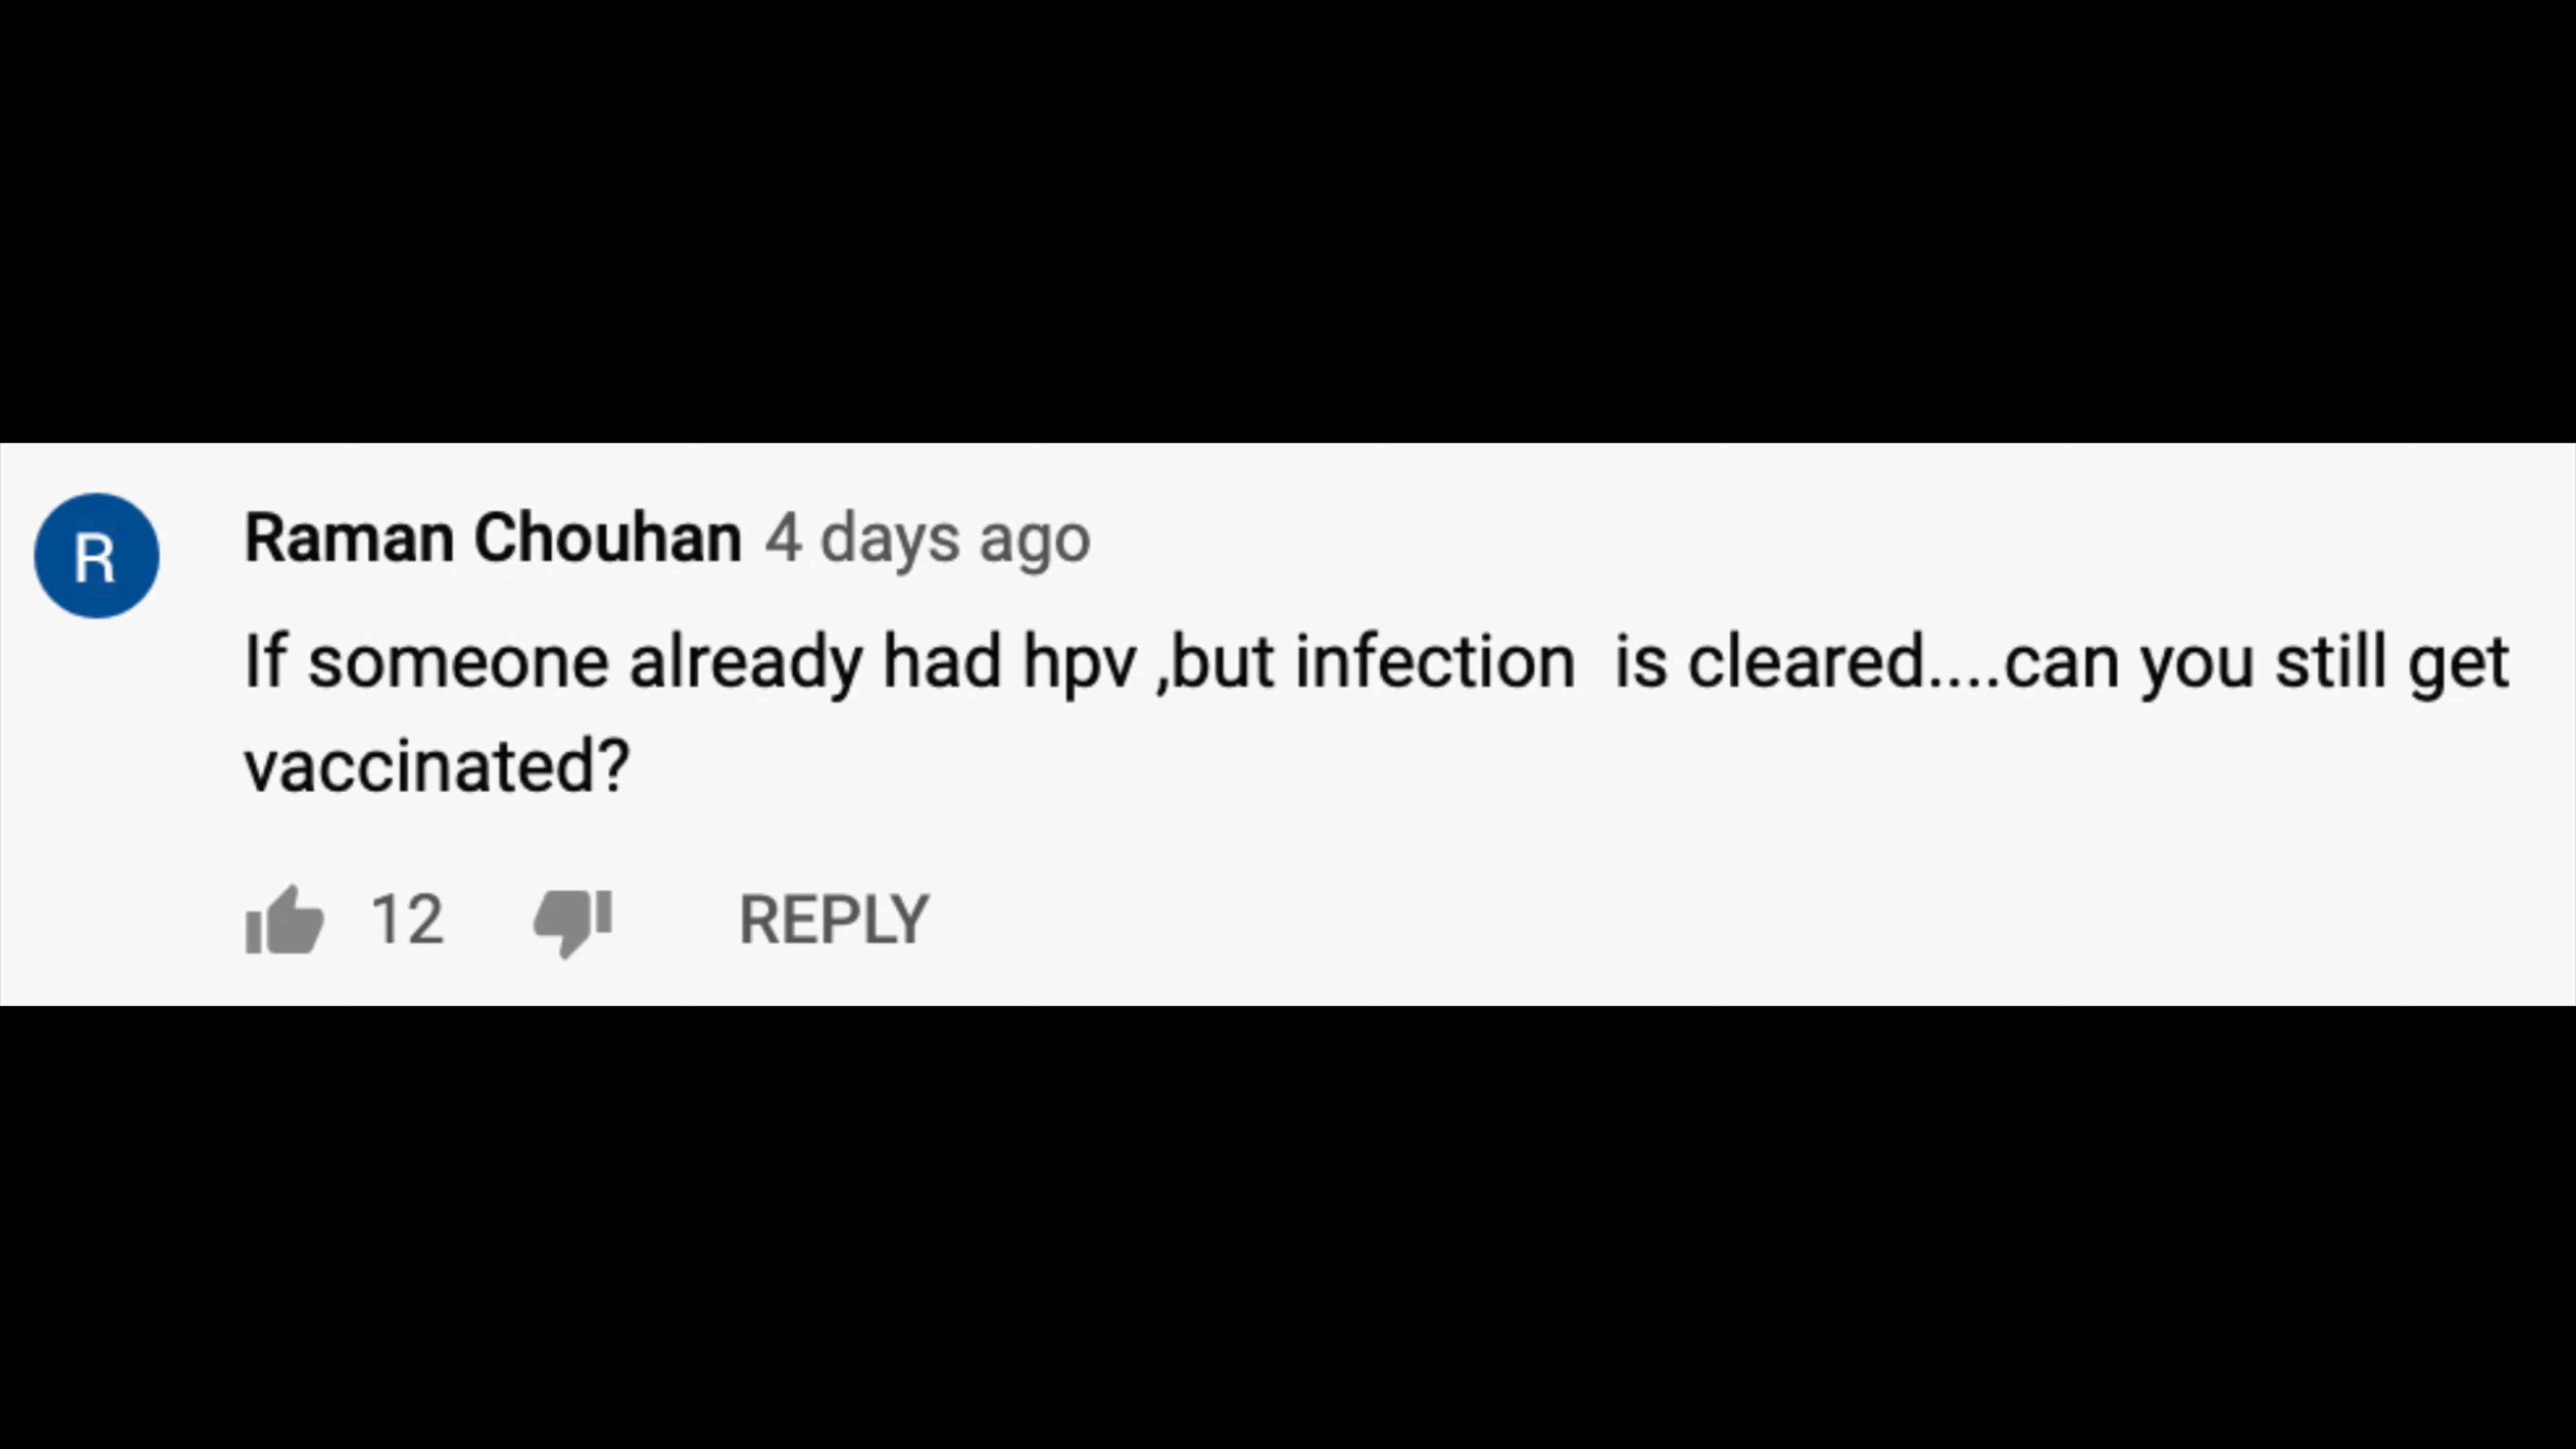 R
Raman Chouhan 4 days ago
If someone already had hpv ,but infection  is cleared....can you still get
vaccinated?
12 REPLY